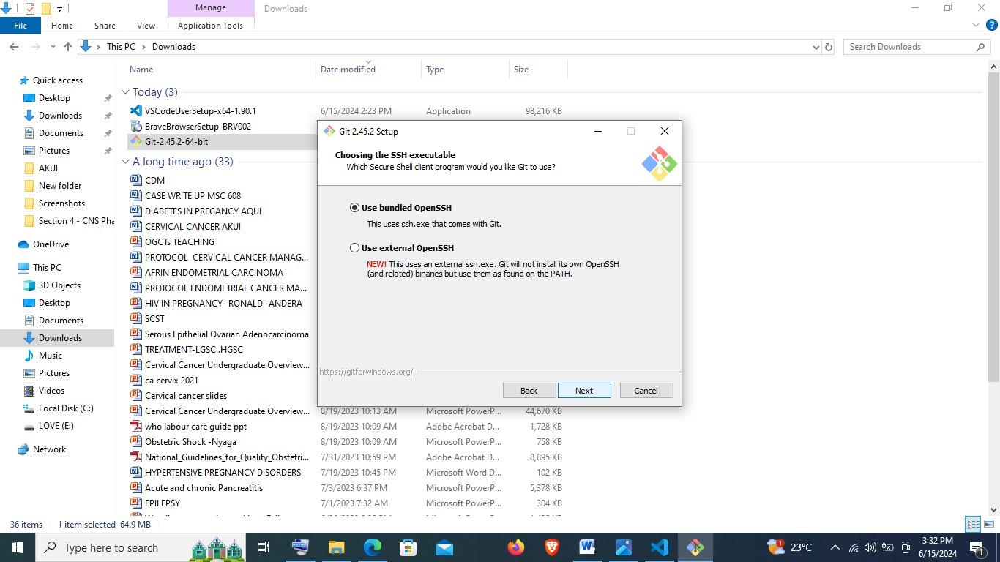 Manage
Downloads
File
Home
Share
View
Application Tools
This PC
Downloads
Search Downloads
Name
Date modified
Type
Size
Quick access
Desktop
Downloads
Documents
Pictures
AKUI
New folder
Screenshots
Section 4 - CNS Pha
OneDrive
This PC
3D Objects
Desktop
Documents
Downloads
Music
Pictures
Videos
Local Disk (C:)
LOVE (E:)
Network
Today (3)
VSCodeUserSetup-x64-1.90.1 6/15/2024 2:23 PM Application 98,216 KB
BraveBrowserSetup-BRV002
Git-2.45.2-64-bit
A long time ago (33)
CDM
CASE WRITE UP MSC 608
DIABETES IN PREGANCY AQUI
CERVICAL CANCER AKUI
OGCTs TEACHING
PROTOCOL CERVICAL CANCER MANAG...
AFRIN ENDOMETRIAL CARCINOMA
PROTOCOL ENDOMETRIAL CANCER MA...
HIV IN PREGNANCY- RONALD -ANDERA
SCST
Serous Epithelial Ovarian Adenocarcinoma
TREATMENT-LGSC..HGSC
Cervical Cancer Undergraduate Overview...
ca cervix 2021
Cervical cancer slides
Cervical Cancer Undergraduate Overview... 8/19/2023 10:13 AM Microsoft PowerP... 44,670 KB
who labour care guide ppt 8/19/2023 10:09 AM Adobe Acrobat D... 1,728 KB
Obstetric Shock -Nyaga 8/19/2023 10:09 AM Microsoft PowerP... 758 KB
National_Guidelines_for_Quality_Obstetri... 7/31/2023 10:59 PM Adobe Acrobat D... 8,895 KB
HYPERTENSIVE PREGNANCY DISORDERS 7/19/2023 10:45 PM Microsoft Word D... 102 KB
Acute and chronic Pancreatitis 7/3/2023 6:37 PM Microsoft PowerP... 5,378 KB
EPILEPSY 7/1/2023 7:32 AM Microsoft PowerP... 304 KB
Git 2.45.2 Setup
Choosing the SSH executable
Which Secure Shell client program would you like Git to use?
Use bundled OpenSSH
This uses ssh.exe that comes with Git.
Use external OpenSSH
NEW! This uses an external ssh.exe. Git will not install its own OpenSSH
(and related) binaries but use them as found on the PATH.
https://gitforwindows.org/
Back
Next
Cancel
36 items 1 item selected 64.9 MB
Type here to search
1
23°C
3:32 PM
6/15/2024
1